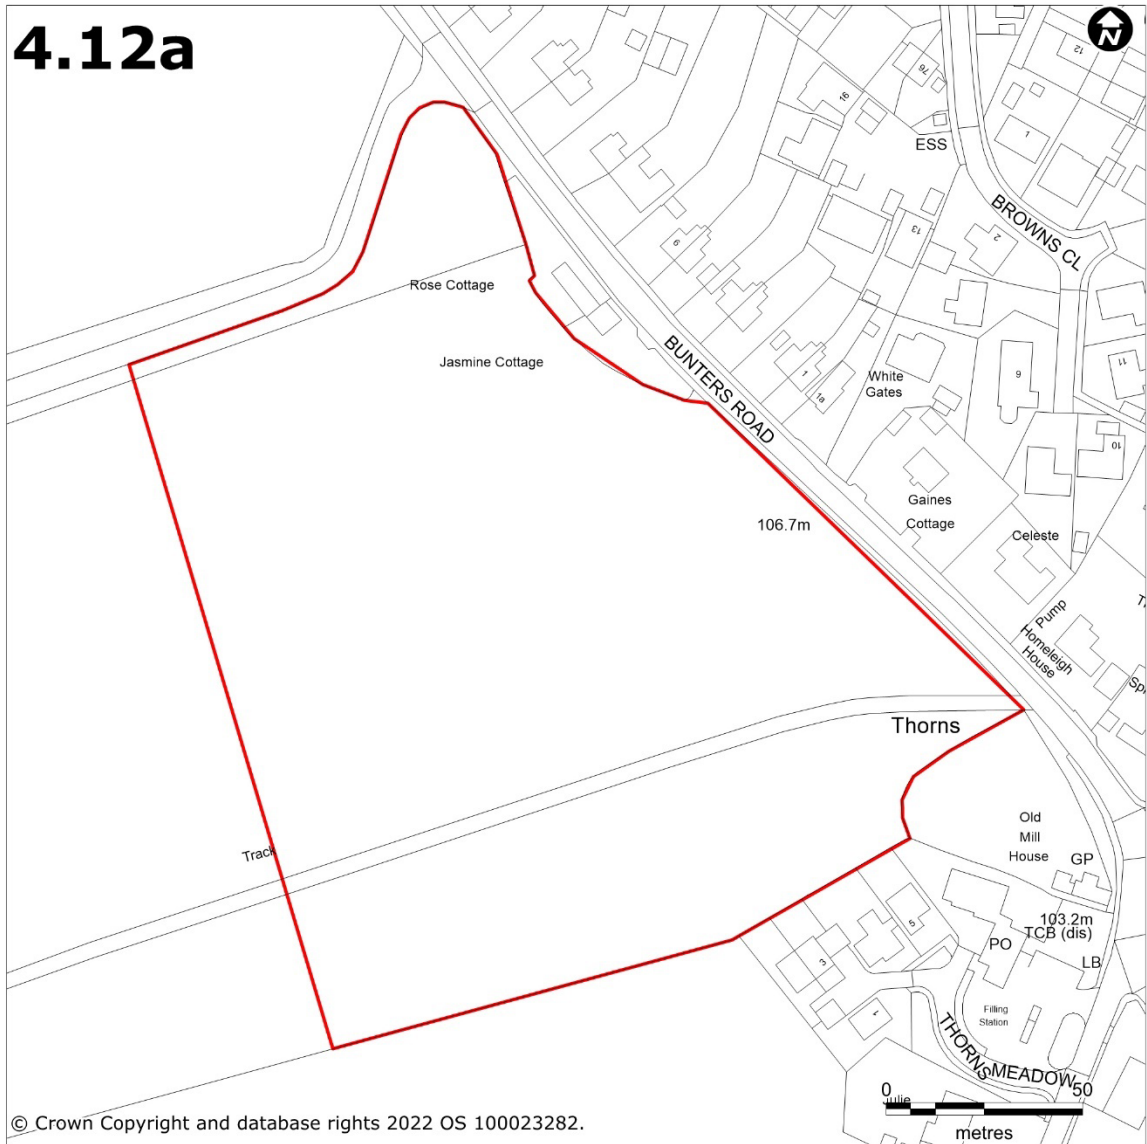 4.12a
N
12
76
16
1
ESS
BROWNS CL
13
2
9
Rose Cottage
BUNTERS ROAD
Jasmine Cottage
1
1a
White
Gates
9
11
10
Gaines
Cottage
106.7m
Celeste
Pump
Homeleigh
House
Thorns
Old
Mill
House
GP
Track
5
103.2m
TCB (dis)
PO
LB
3
1
Filling
Station
THORNS MEADOW
0 50
Julie
metres
© Crown Copyright and database rights 2022 OS 100023282.